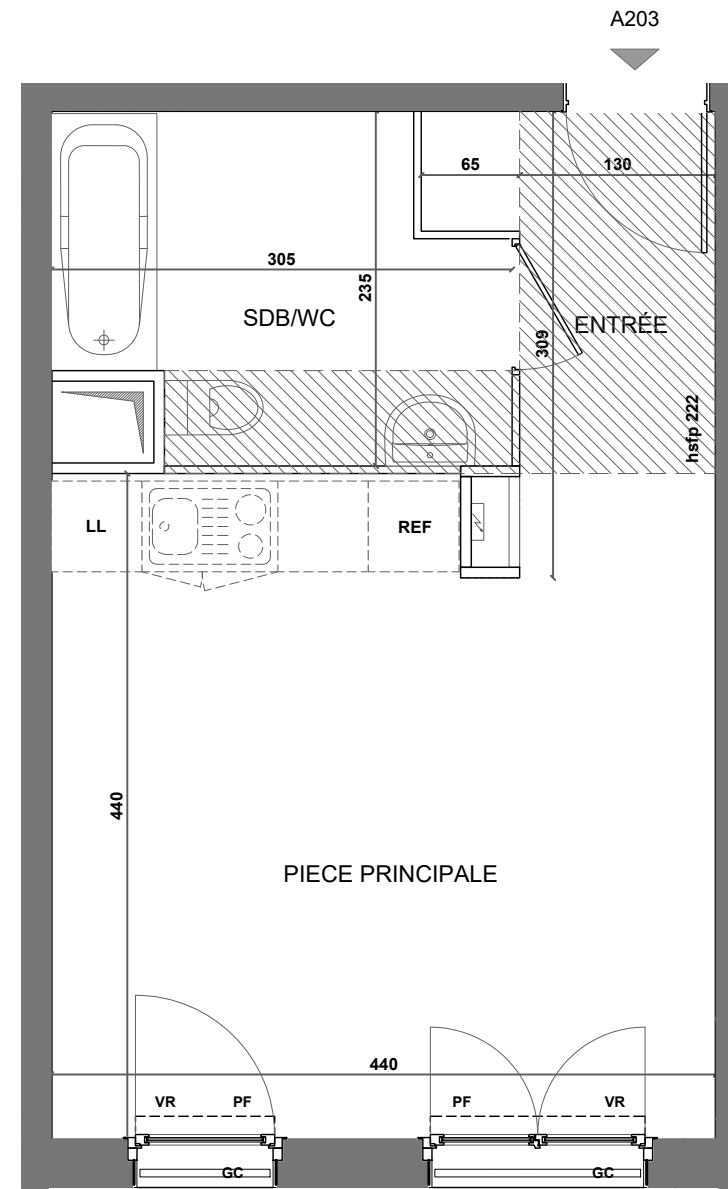 A203
65
130
305
235
SDB/WC
309
ENTRÉE
hsfp 222
LL
REF
440
PIECE PRINCIPALE
440
VR
PF
PF
VR
GC
GC